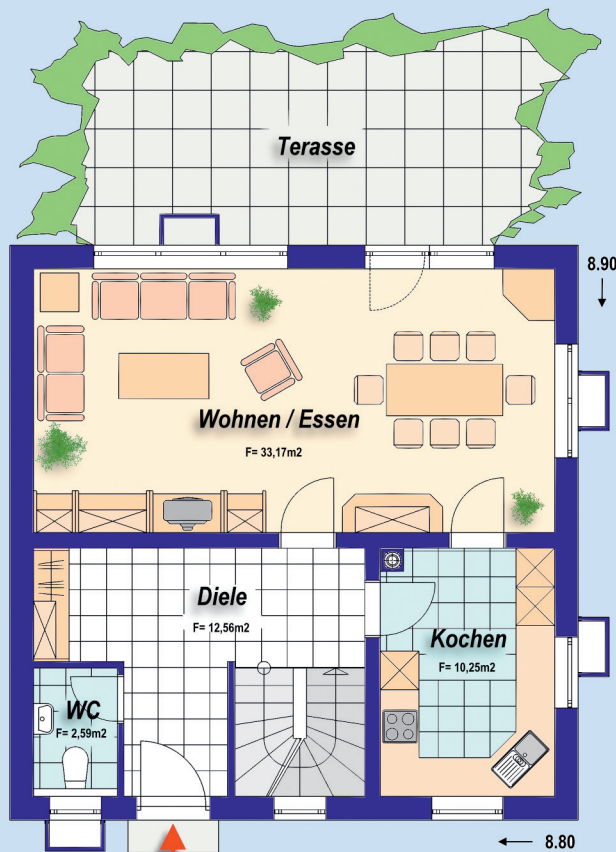 Terasse
8.90
↓
Wohnen / Essen
F= 33,17m2
Diele
F= 12,56m2
Kochen
F= 10,25m2
WC
F= 2,59m2
← 8.80